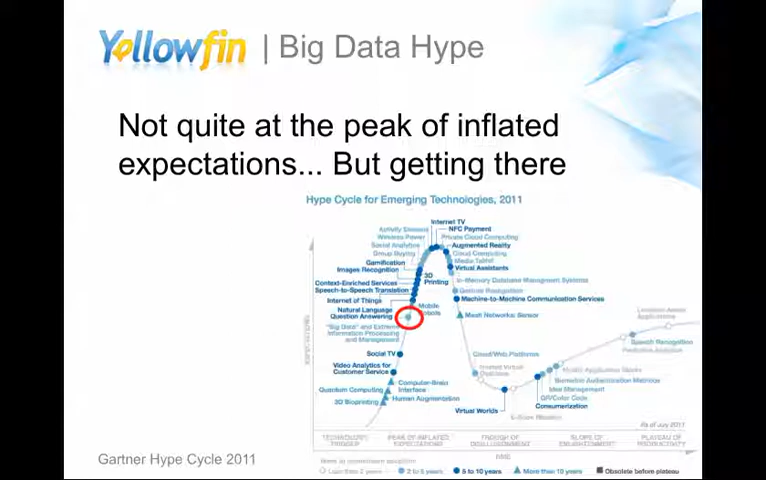 Yellowfin | Big Data Hype
Not quite at the peak of inflated
expectations... But getting there
Hype Cycle for Emerging Technologies, 2011
Internet TV
NFC Payment
Activity Streams
Private Cloud Computing
Wireless Power
Social Analytics
Augmented Reality
Group Buying
Cloud Computing
Media Tablet
Gamification
Virtual Assistants
Images Recognition
3D
Printing
Context-Enriched Services
In-Memory Database Management Systems
Speech-to-Speech Translation
Gesture Recognition
Internet of Things
Machine-to-Machine Communication Services
Natural Language
Question Answering
Mobile
Robots
Mesh Networks: Sensor
"Big Data" and Extreme
Information Processing
and Management
Location-Aware
Applications
Speech Recognition
Predictive Analytics
Social TV
Cloud/Web Platforms
Video Analytics for
Customer Service
Hosted Virtual
Desktops
Computer-Brain
Interface
Biometric Authentication Methods
Quantum Computing
Idea Management
Human Augmentation
QR/Color Code
3D Bioprinting
Consumerization
Virtual Worlds
E-Book Readers
As of July 2011
TECHNOLOGY
TRIGGER
PEAK OF INFLATED
EXPECTATIONS
TROUGH OF
DISILLUSIONMENT
SLOPE OF
ENLIGHTENMENT
PLATEAU OF
PRODUCTIVITY
TIME
Gartner Hype Cycle 2011
Years to mainstream adoption
Less than 2 years
2 to 5 years
5 to 10 years
More than 10 years
Obsolete before plateau